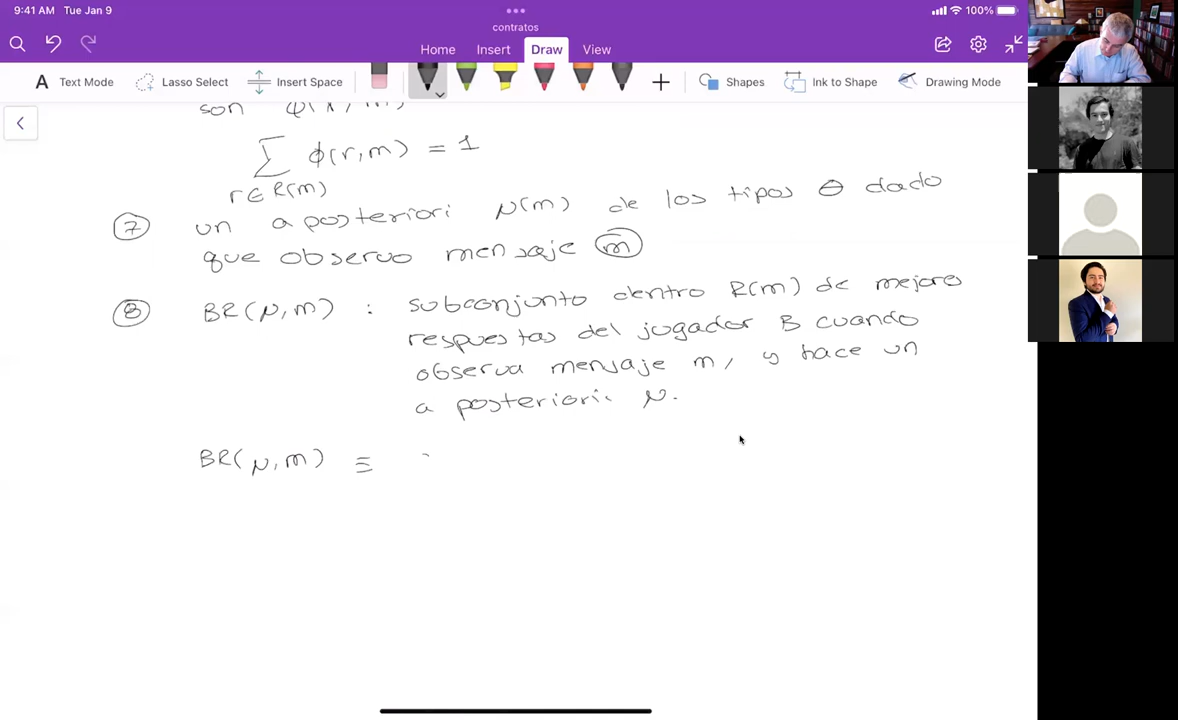 9:41 AM Tue Jan 9
100%
contratos
Home Insert Draw View
A Text Mode Lasso Select Insert Space Shapes Ink to Shape Drawing Mode
son
∑ ϕ(r,m) = 1
r∈R(m)
⑦ un a posteriori μ(m) de los tipos θ dado
que observo mensaje m
⑧ BR(μ,m) : subconjunto dentro R(m) de mejores
respuestas del jugador B cuando
observa mensaje m, y hace un
a posteriori μ.
BR(μ,m) ≡